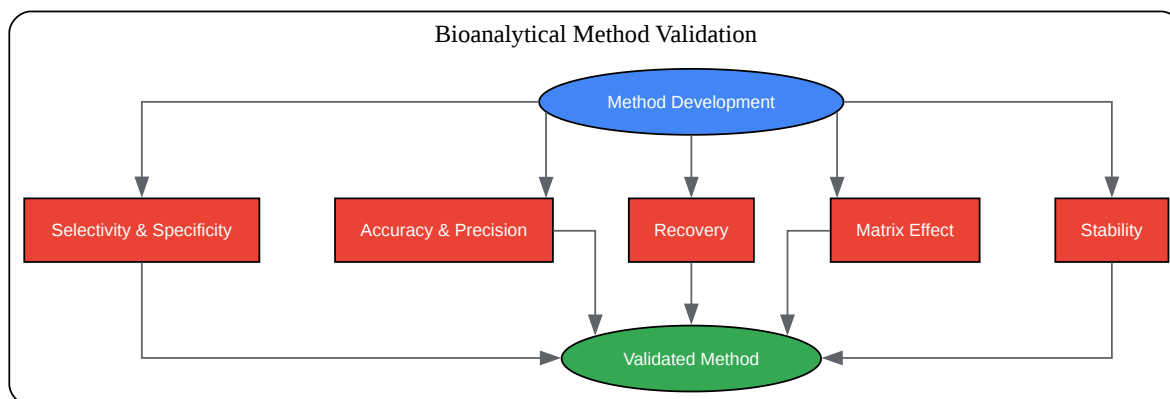 Bioanalytical Method Validation
Method Development
Selectivity & Specificity
Accuracy & Precision
Recovery
Matrix Effect
Stability
Validated Method